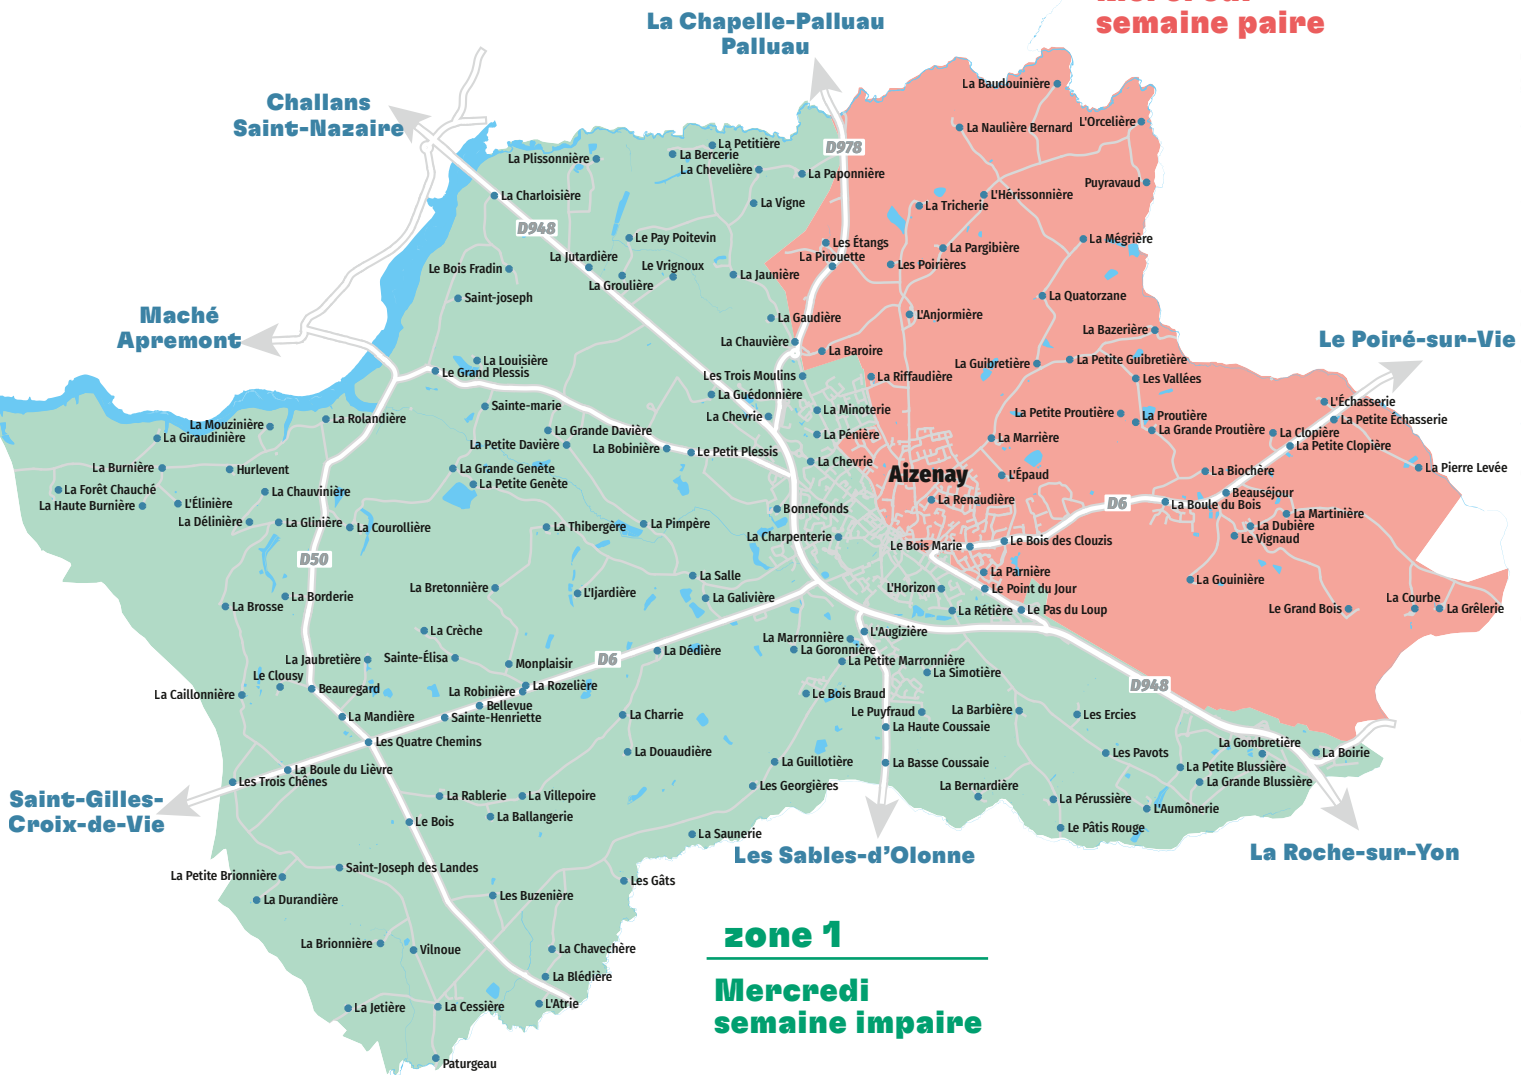 semaine paire
La Chapelle-Palluau
Palluau
Challans
Saint-Nazaire
Maché
Apremont
Le Poiré-sur-Vie
Saint-Gilles-
Croix-de-Vie
Les Sables-d'Olonne
La Roche-sur-Yon
zone 1
Mercredi
semaine impaire
Aizenay
D978
D948
D6
D50
D6
D948
La Baudouinière
La Naulière Bernard
L'Orcelière
La Petitière
La Bercerie
La Plissonnière
La Chevelière
La Paponnière
Puyravaud
La Charloisière
L'Hérissonnière
La Vigne
La Tricherie
Le Pay Poitevin
La Mégrière
Les Étangs
La Pargibière
La Jutardière
La Pirouette
Le Vrignoux
Les Poirières
Le Bois Fradin
La Jaunière
La Groulière
Saint-joseph
La Quatorzane
L'Anjormière
La Gaudière
La Bazerière
La Chauvière
La Baroire
La Louisière
La Petite Guibretière
La Guibretière
Le Grand Plessis
Les Trois Moulins
La Riffaudière
Les Vallées
La Guédonnière
L'Échasserie
Sainte-marie
La Minoterie
La Petite Proutière
La Proutière
La Chevrie
La Rolandière
La Petite Échasserie
La Mouzinière
La Grande Davière
La Grande Proutière
La Clopière
La Pénière
La Giraudinière
La Marrière
La Petite Davière
La Petite Clopière
La Bobinière
Le Petit Plessis
La Chevrie
La Burnière
Hurlevent
La Grande Genète
La Pierre Levée
La Biochère
L'Épaud
La Petite Genète
La Forêt Chauché
La Chauvinière
Beauséjour
La Renaudière
L'Élinière
La Haute Burnière
La Boule du Bois
Bonnefonds
La Martinière
La Délinière
La Glinière
La Courollière
La Thibergère
La Pimpère
La Dubière
La Charpenterie
Le Vignaud
Le Bois des Clouzis
Le Bois Marie
La Parnière
La Salle
La Gouinière
La Bretonnière
L'Ijardière
L'Horizon
Le Point du Jour
La Borderie
La Galivière
La Courbe
La Brosse
La Rétière
Le Pas du Loup
Le Grand Bois
La Grêlerie
La Crèche
L'Augizière
La Marronnière
La Dédière
La Goronnière
La Jaubretière
Sainte-Élisa
Monplaisir
La Petite Marronnière
La Simotière
Le Clousy
Beauregard
La Robinière
La Rozelière
La Caillonnière
Le Bois Braud
Bellevue
Le Puyfraud
La Barbière
La Mandière
Sainte-Henriette
La Charrie
Les Ercies
La Haute Coussaie
Les Quatre Chemins
La Gombretière
La Douaudière
Les Pavots
La Boirie
La Guillotière
La Basse Coussaie
La Petite Blussière
La Boule du Lièvre
Les Trois Chênes
La Grande Blussière
Les Georgières
La Bernardière
La Rablerie
La Villepoire
La Pérussière
L'Aumônerie
La Ballangerie
Le Bois
Le Pâtis Rouge
La Saunerie
Saint-Joseph des Landes
La Petite Brionnière
Les Gâts
La Durandière
Les Buzenière
La Brionnière
Vilnoue
La Chavechère
La Blédière
La Jetière
La Cessière
L'Atrie
Paturgeau